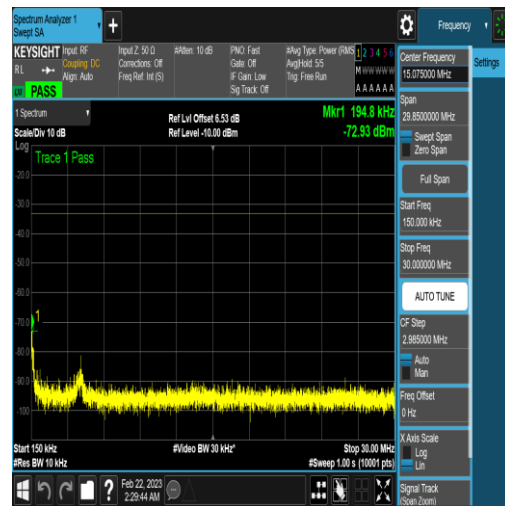 Spectrum Analyzer 1
Swept SA
+
Frequency
KEYSIGHT
RL
Input: RF
Coupling: DC
Align: Auto
Input Z: 50 Ω
Corrections: Off
Freq Ref: Int (S)
#Atten: 10 dB
PNO: Fast
Gate: Off
IF Gain: Low
Sig Track: Off
#Avg Type: Power (RMS
Avg|Hold: 5/5
Trig: Free Run
1 2 3 4 5 6
M W W W W W
A A A A A A
PASS
1 Spectrum
Scale/Div 10 dB
Ref Lvl Offset 6.53 dB
Ref Level -10.00 dBm
Mkr1 194.8 kHz
-72.93 dBm
Log
Trace 1 Pass
-20.0
-30.0
-40.0
-50.0
-60.0
-70.0
-80.0
-90.0
-100
1
Start 150 kHz
#Res BW 10 kHz
#Video BW 30 kHz*
Stop 30.00 MHz
#Sweep 1.00 s (10001 pts)
?
Feb 22, 2023
2:29:44 AM
Center Frequency
15.075000 MHz
Span
29.8500000 MHz
Swept Span
Zero Span
Full Span
Start Freq
150.000 kHz
Stop Freq
30.000000 MHz
AUTO TUNE
CF Step
2.985000 MHz
Auto
Man
Freq Offset
0 Hz
X Axis Scale
Log
Lin
Signal Track
(Span Zoom)
Settings